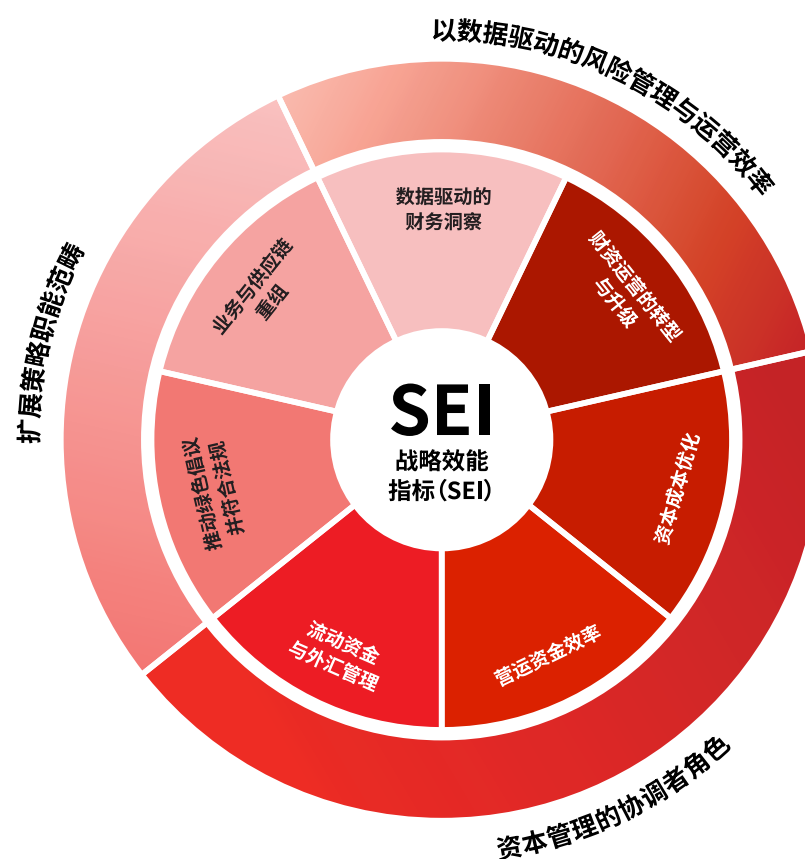 以数据驱动的风险管理与运营效率
扩展策略职能范畴
数据驱动的
财务洞察
业务与供应链
重组
财资运营的转型
与升级
SEI
战略效能
指标（SEI）
推动绿色倡议
并符合法规
资本成本优化
流动资金
与外汇管理
营运资金效率
资本管理的协调者角色